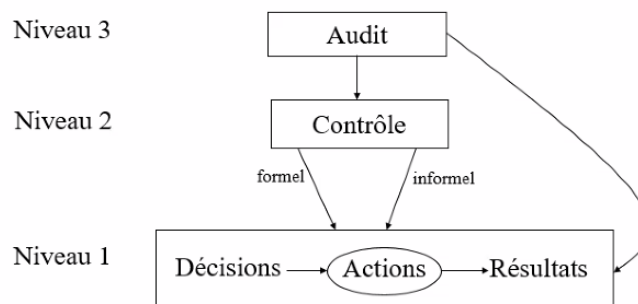 Niveau 3
Audit
Niveau 2
Contrôle
formel
informel
Niveau 1
Décisions
Actions
Résultats